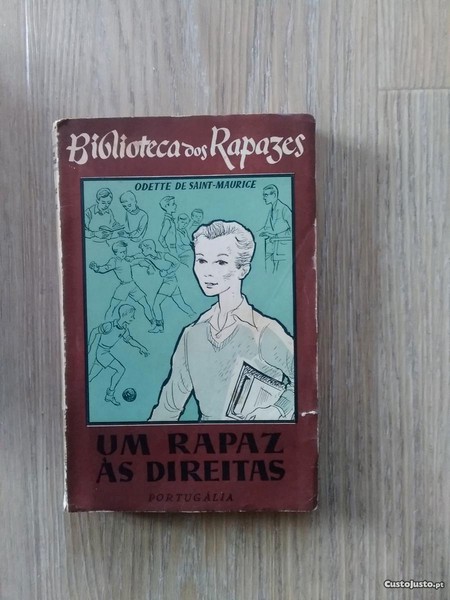 Biblioteca dos Rapazes
ODETTE DE SAINT-MAURICE
UM RAPAZ
ÀS DIREITAS
PORTUGÁLIA
CustoJusto.pt